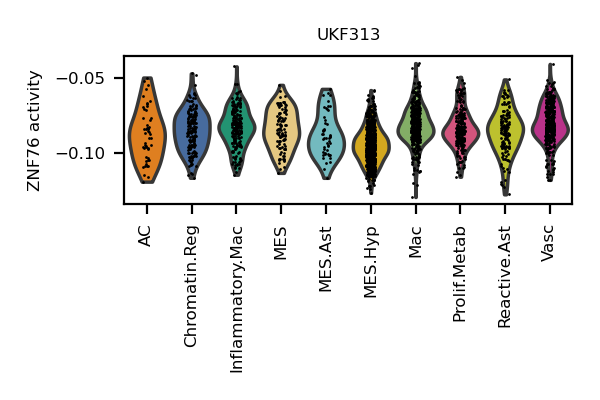 UKF313
ZNF76 activity
−0.05
−0.10
AC
Chromatin.Reg
Inflammatory.Mac
MES
MES.Ast
MES.Hyp
Mac
Prolif.Metab
Reactive.Ast
Vasc